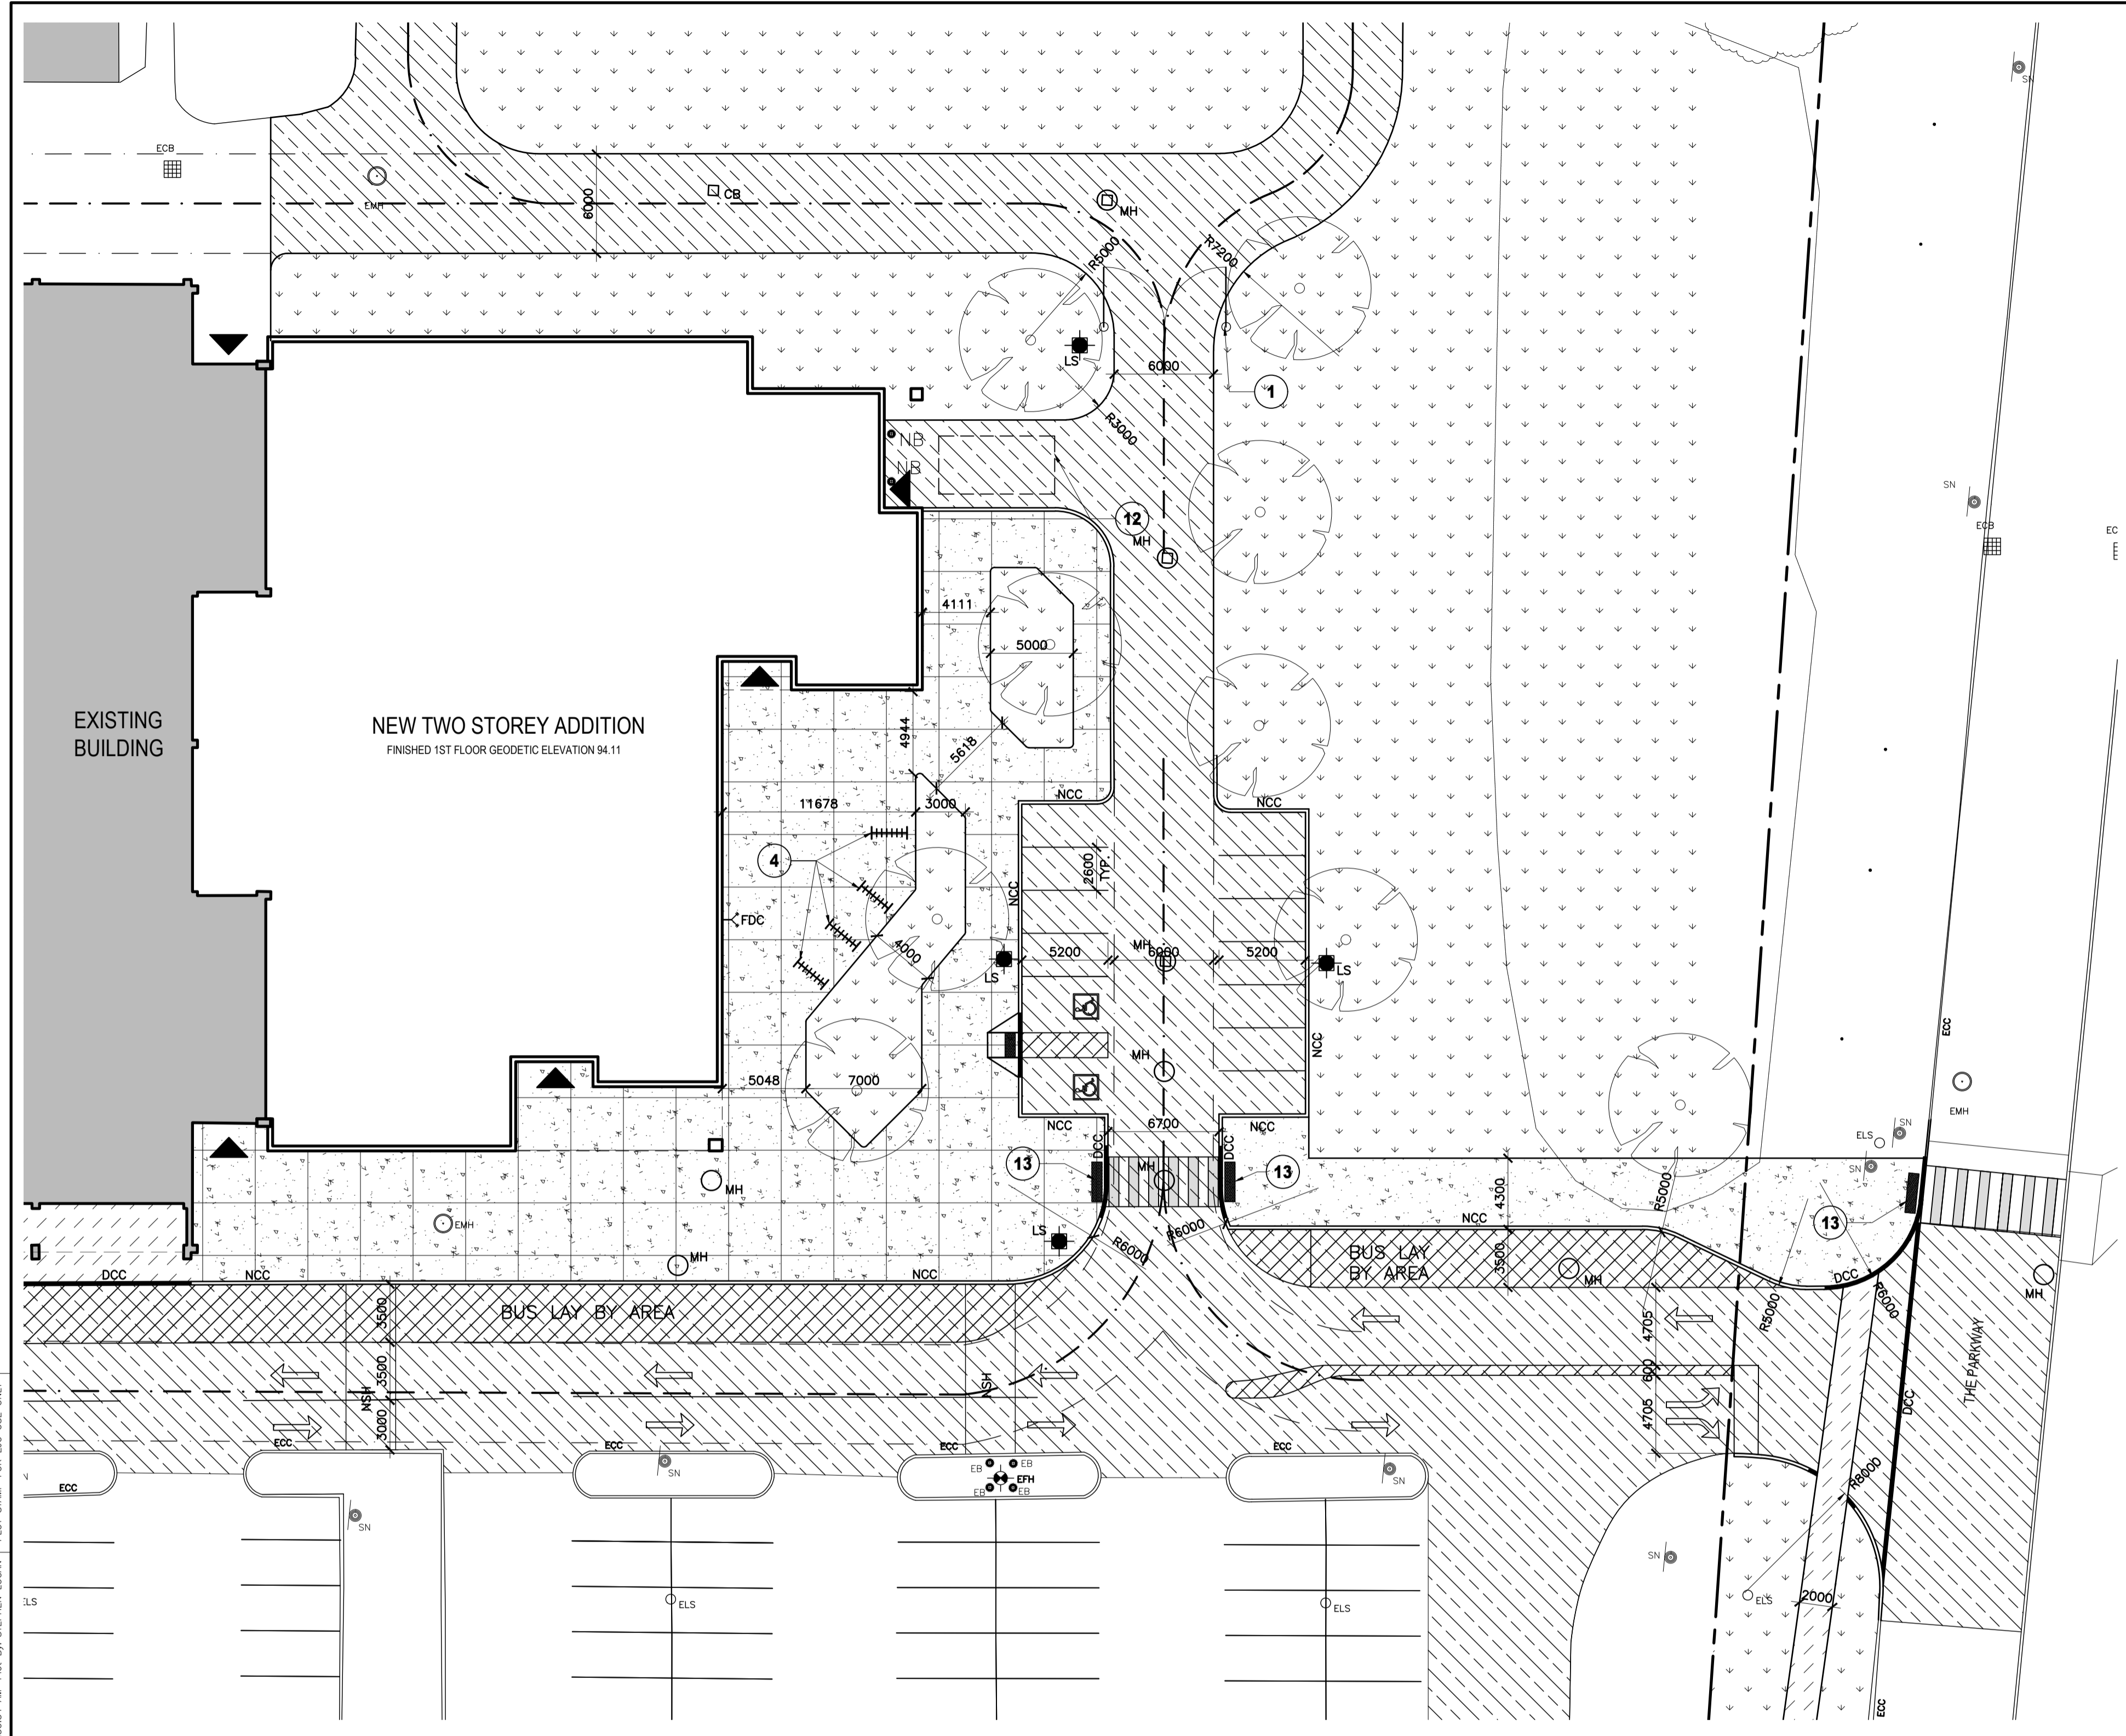 SN
ECB
EMH
6000
CB
MH
R5000
R7200
LS
6000
1
R3000
NB
NB
12
MH
SN
ECB
EC
4111
5000
EXISTING
BUILDING
NEW TWO STOREY ADDITION
FINISHED 1ST FLOOR GEODETIC ELEVATION 94.11
4944
5618
11678
3000
NCC
NCC
4
2600
TYP.
NCC
FDC
4000
5200
MH
6000
5200
LS
LS
MH
NCC
ECC
EMH
5048
7000
NCC
DCC
6700
DCC
NCC
ELS
SN
SN
13
MH
13
MH
4300
R5000
13
EMH
LS
MH
R6000
R6000
NCC
BUS LAY
BY AREA
3500
MH
DCC
R6000
MH
DCC
NCC
NCC
BUS LAY BY AREA
3500
R5000
4705
THE PARKWAY
3500
NSH
NSH
600
DCC
3000
4705
ECC
ECC
ECC
ECC
ECC
SN
EB
EB
EFH
EB
EB
SN
R8000
SN
SN
ELS
ELS
ELS
ELS
2000
ECC